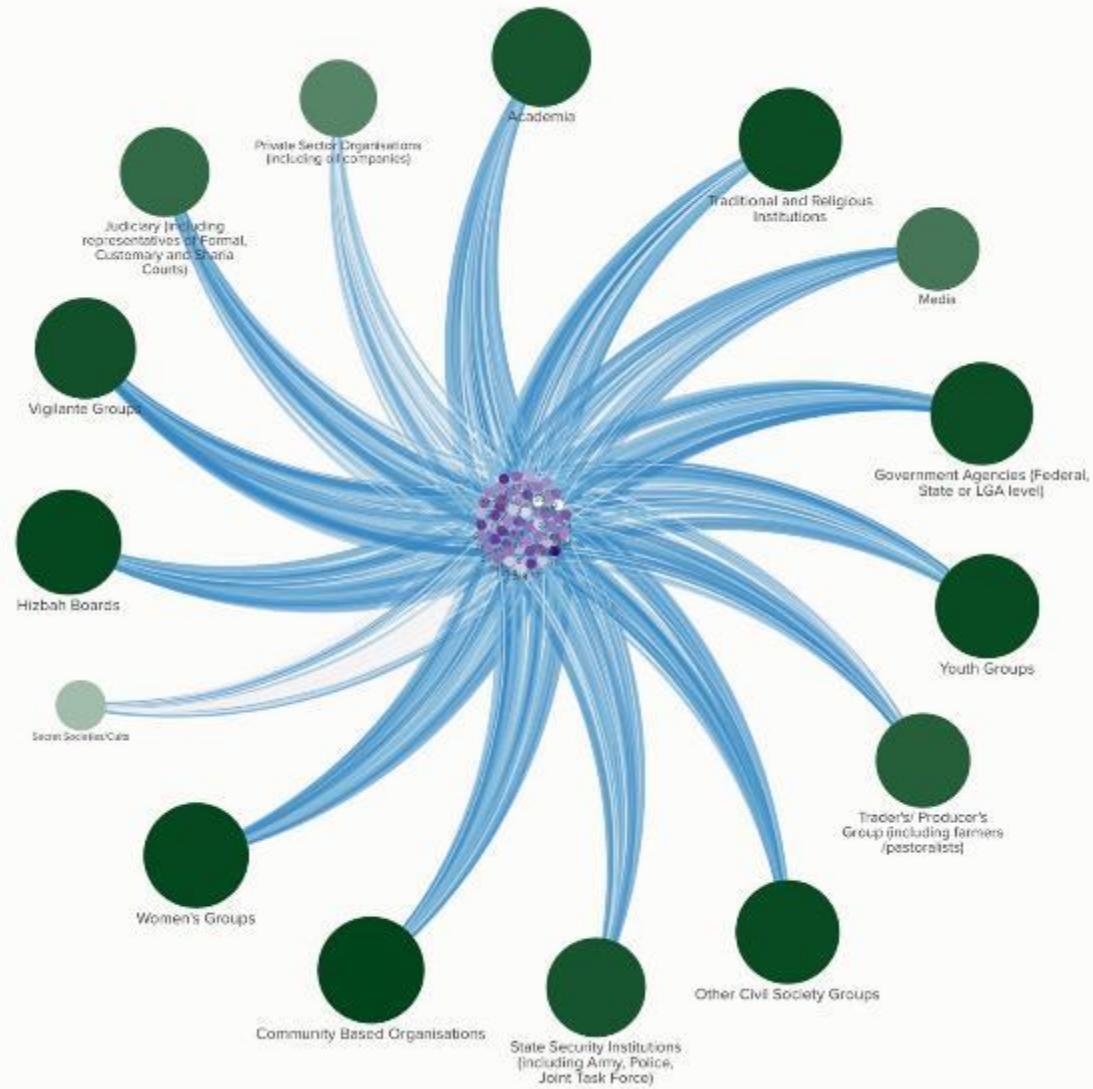 Academia
Private Sector Organisations
(including oil companies)
Traditional and Religious
Institutions
Judiciary (including
representatives of Formal,
Customary and Sharia
Courts)
Media
Vigilante Groups
Government Agencies (Federal,
State or LGA level)
Hizbah Boards
Youth Groups
Secret Societies/Cults
Trader's/ Producer's
Group (including farmers
/pastoralists)
Women's Groups
Other Civil Society Groups
Community Based Organisations
State Security Institutions
(including Army, Police,
Joint Task Force)